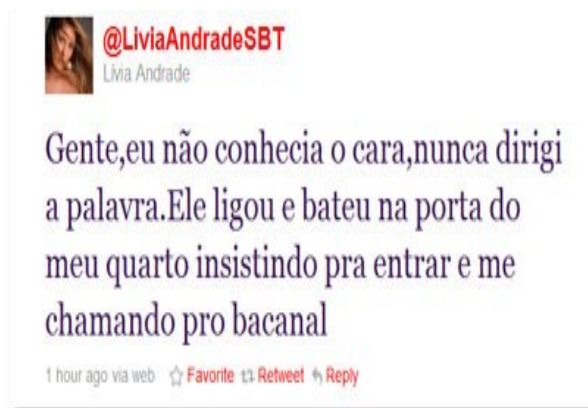 @LiviaAndradeSBT
Lívia Andrade
Gente,eu não conhecia o cara,nunca dirigi
a palavra.Ele ligou e bateu na porta do
meu quarto insistindo pra entrar e me
chamando pro bacanal
1 hour ago via web Favorite Retweet Reply